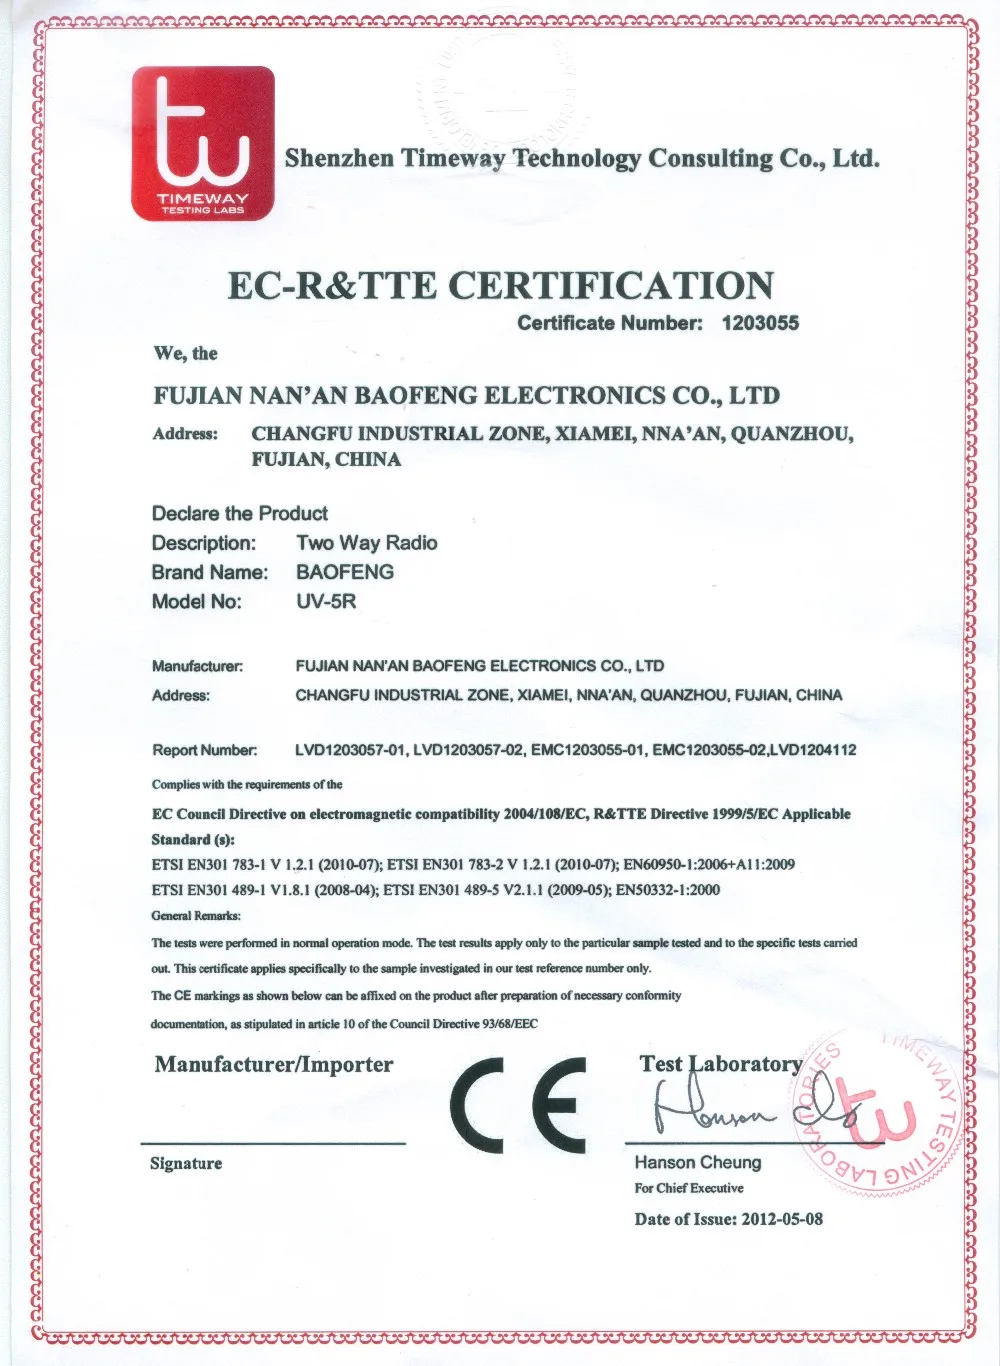 tw
TIMEWAY
TESTING LABS
Shenzhen Timeway Technology Consulting Co., Ltd.
EC-R&TTE CERTIFICATION
Certificate Number: 1203055
We, the
FUJIAN NAN'AN BAOFENG ELECTRONICS CO., LTD
Address: CHANGFU INDUSTRIAL ZONE, XIAMEI, NNA'AN, QUANZHOU,
FUJIAN, CHINA
Declare the Product
Description: Two Way Radio
Brand Name: BAOFENG
Model No: UV-5R
Manufacturer: FUJIAN NAN'AN BAOFENG ELECTRONICS CO., LTD
Address: CHANGFU INDUSTRIAL ZONE, XIAMEI, NNA'AN, QUANZHOU, FUJIAN, CHINA
Report Number: LVD1203057-01, LVD1203057-02, EMC1203055-01, EMC1203055-02,LVD1204112
Complies with the requirements of the
EC Council Directive on electromagnetic compatibility 2004/108/EC, R&TTE Directive 1999/5/EC Applicable
Standard (s):
ETSI EN301 783-1 V 1.2.1 (2010-07); ETSI EN301 783-2 V 1.2.1 (2010-07); EN60950-1:2006+A11:2009
ETSI EN301 489-1 V1.8.1 (2008-04); ETSI EN301 489-5 V2.1.1 (2009-05); EN50332-1:2000
General Remarks:
The tests were performed in normal operation mode. The test results apply only to the particular sample tested and to the specific tests carried
out. This certificate applies specifically to the sample investigated in our test reference number only.
The CE markings as shown below can be affixed on the product after preparation of necessary conformity
documentation, as stipulated in article 10 of the Council Directive 93/68/EEC
Manufacturer/Importer
CE
Test Laboratory
TIMEWAY TESTING LABORATORIES
tw
Signature
Hanson Cheung
For Chief Executive
Date of Issue: 2012-05-08